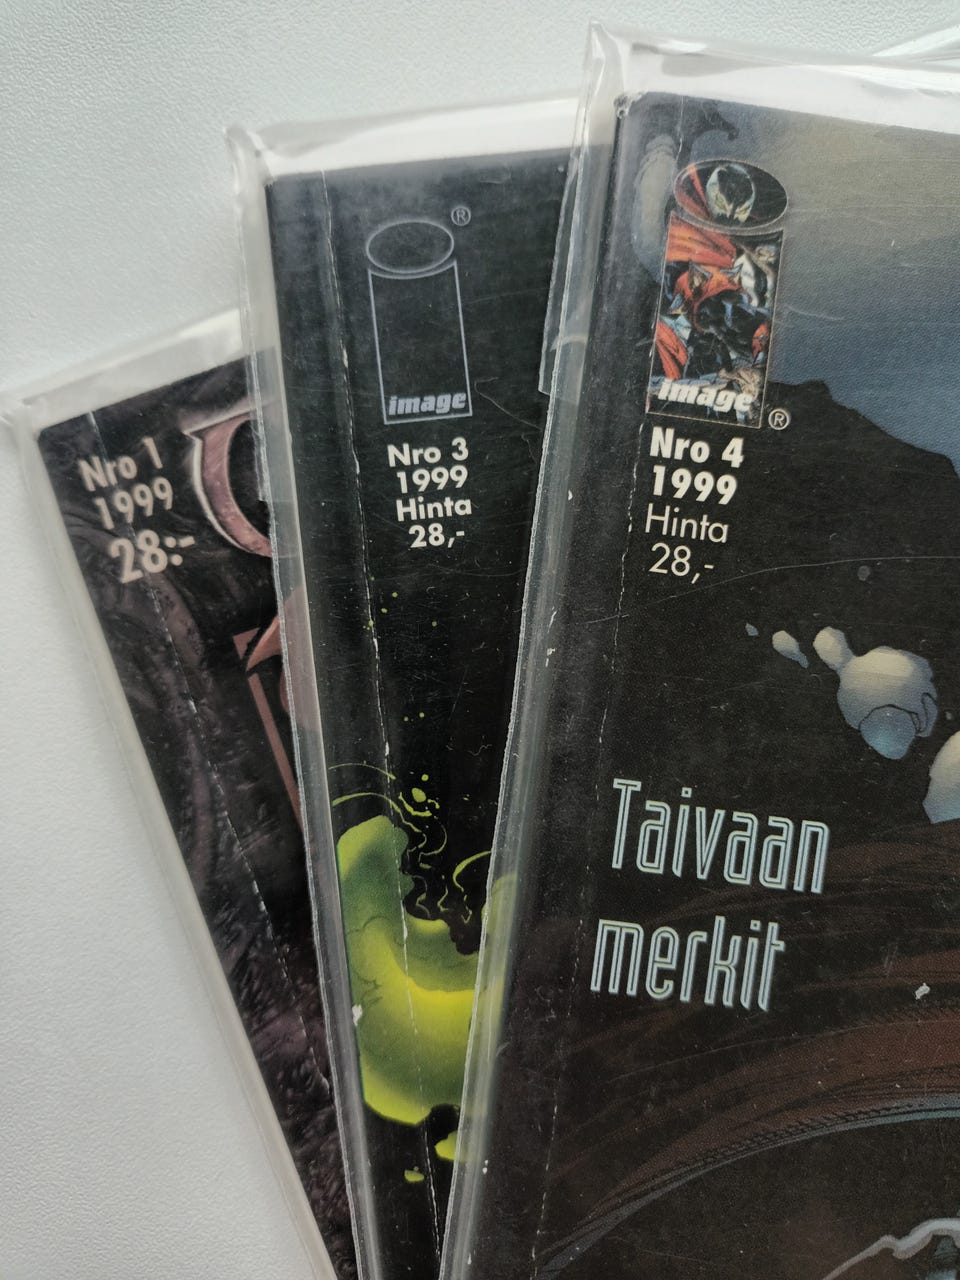 Nro 1
1999
28:-
®
image
Nro 3
1999
Hinta
28,-
image
®
Nro 4
1999
Hinta
28,-
Taivaan
merkit